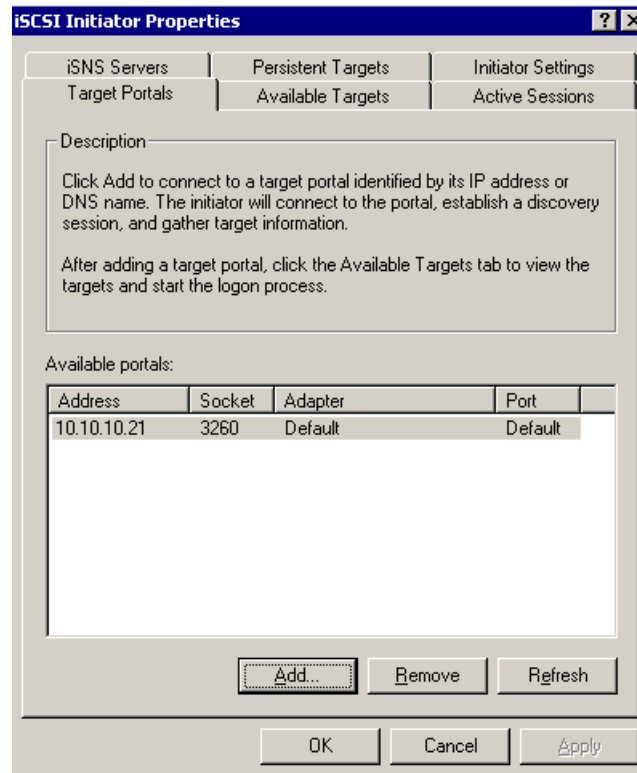 iSCSI Initiator Properties
iSNS Servers Persistent Targets Initiator Settings
Target Portals Available Targets Active Sessions
Description
Click Add to connect to a target portal identified by its IP address or
DNS name. The initiator will connect to the portal, establish a discovery
session, and gather target information.
After adding a target portal, click the Available Targets tab to view the
targets and start the logon process.
Available portals:
Address Socket Adapter Port
10.10.10.21 3260 Default Default
Add... Remove Refresh
OK Cancel Apply